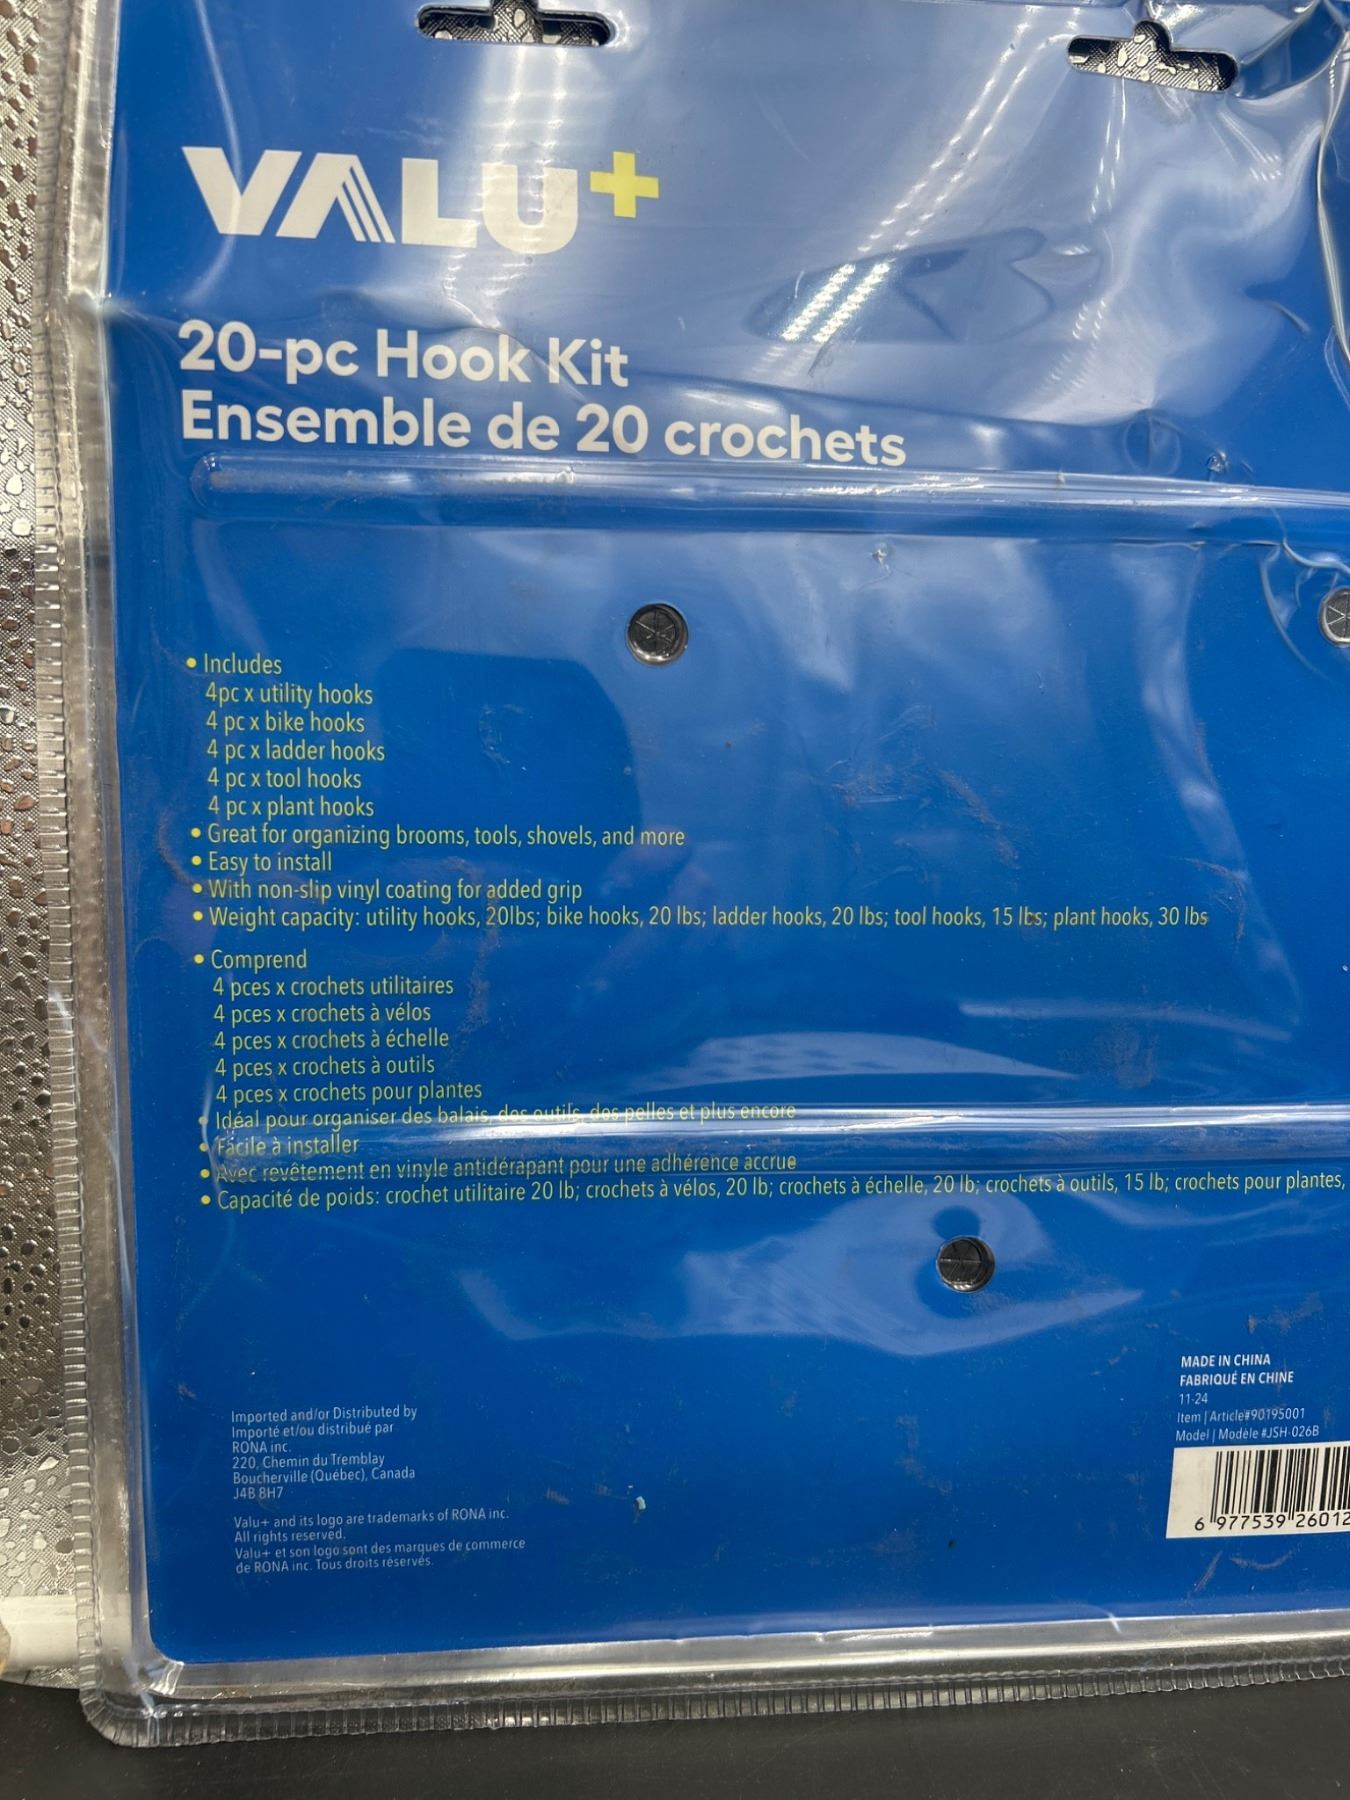 VALU+
20-pc Hook Kit
Ensemble de 20 crochets
• Includes
4pc x utility hooks
4 pc x bike hooks
4 pc x ladder hooks
4 pc x tool hooks
4 pc x plant hooks
• Great for organizing brooms, tools, shovels, and more
• Easy to install
• With non-slip vinyl coating for added grip
• Weight capacity: utility hooks, 20lbs; bike hooks, 20 lbs; ladder hooks, 20 lbs; tool hooks, 15 lbs; plant hooks, 30 lbs
• Comprend
4 pces x crochets utilitaires
4 pces x crochets à vélos
4 pces x crochets à échelle
4 pces x crochets à outils
4 pces x crochets pour plantes
• Idéal pour organiser des balais, des outils, des pelles et plus encore
• Facile à installer
• Avec revêtement en vinyle antidérapant pour une adhérence accrue
• Capacité de poids: crochet utilitaire 20 lb; crochets à vélos, 20 lb; crochets à échelle, 20 lb; crochets à outils, 15 lb; crochets pour plantes,
MADE IN CHINA
FABRIQUÉ EN CHINE
11-24
Item | Article#90195001
Model | Modèle #JSH-026B
6 977539 26012
Imported and/or Distributed by
Importé et/ou distribué par
RONA inc.
220, Chemin du Tremblay
Boucherville (Québec), Canada
J4B 8H7
Valu+ and its logo are trademarks of RONA inc.
All rights reserved.
Valu+ et son logo sont des marques de commerce
de RONA inc. Tous droits réservés.